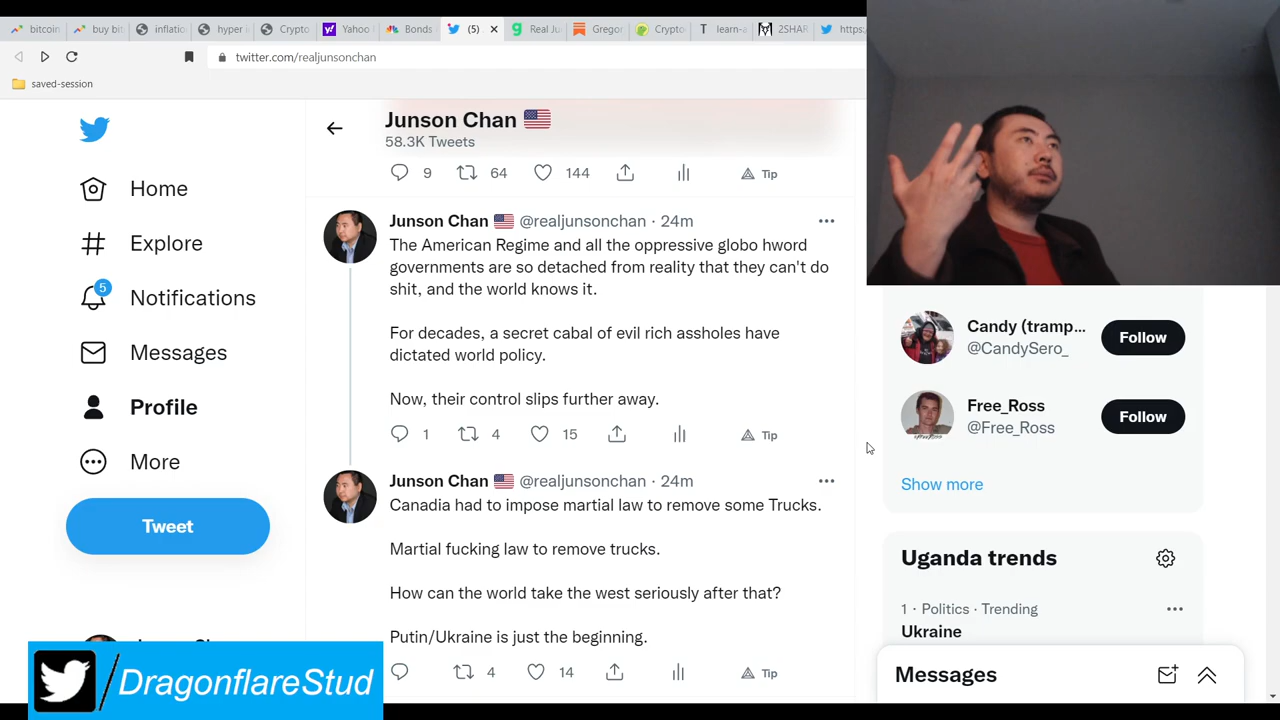 bitcoin
buy bit
inflatio
hyper i
Crypto
Yahoo
Bonds
(5)
Real Ju
Gregor
Crypto
learn-a
2SHAR
https:
twitter.com/realjunsonchan
saved-session
Junson Chan
58.3K Tweets
9 64 144 Tip
Home
Explore
5
Notifications
Messages
Profile
More
Tweet
Junson Chan @realjunsonchan · 24m
The American Regime and all the oppressive globo hword
governments are so detached from reality that they can't do
shit, and the world knows it.
For decades, a secret cabal of evil rich assholes have
dictated world policy.
Now, their control slips further away.
1 4 15 Tip
Junson Chan @realjunsonchan · 24m
Canadia had to impose martial law to remove some Trucks.
Martial fucking law to remove trucks.
How can the world take the west seriously after that?
Putin/Ukraine is just the beginning.
4 14 Tip
Candy (tramp...
@CandySero_
Follow
Free_Ross
@Free_Ross
Follow
Show more
Uganda trends
1 · Politics · Trending
Ukraine
Messages
/DragonflareStud